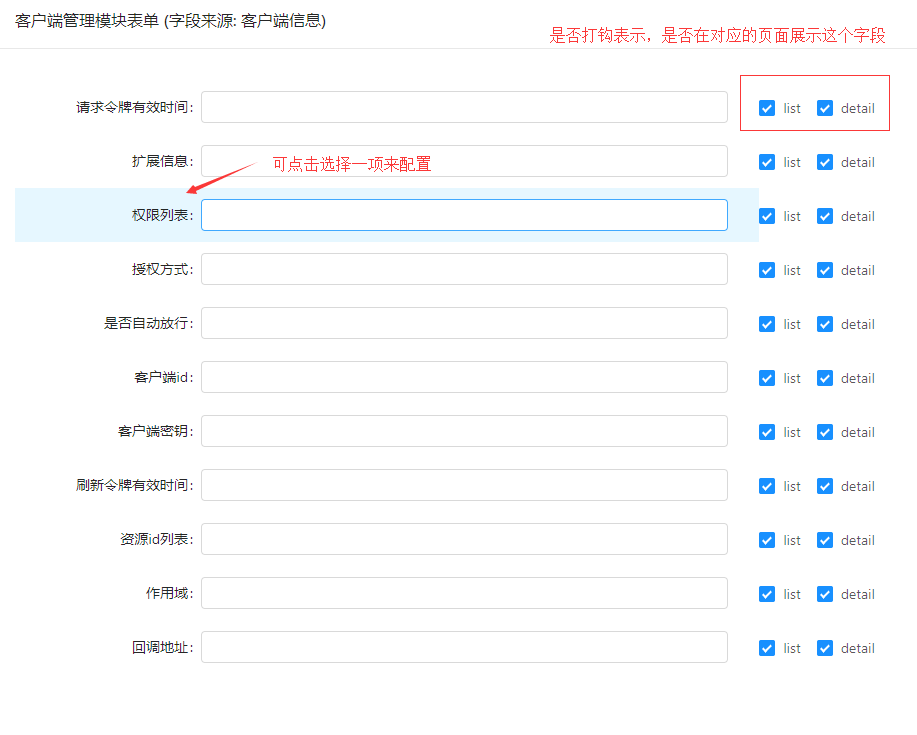 客户端管理模块表单 (字段来源: 客户端信息)
是否打钩表示，是否在对应的页面展示这个字段
请求令牌有效时间: list detail
扩展信息: 可点击选择一项来配置 list detail
权限列表: list detail
授权方式: list detail
是否自动放行: list detail
客户端id: list detail
客户端密钥: list detail
刷新令牌有效时间: list detail
资源id列表: list detail
作用域: list detail
回调地址: list detail